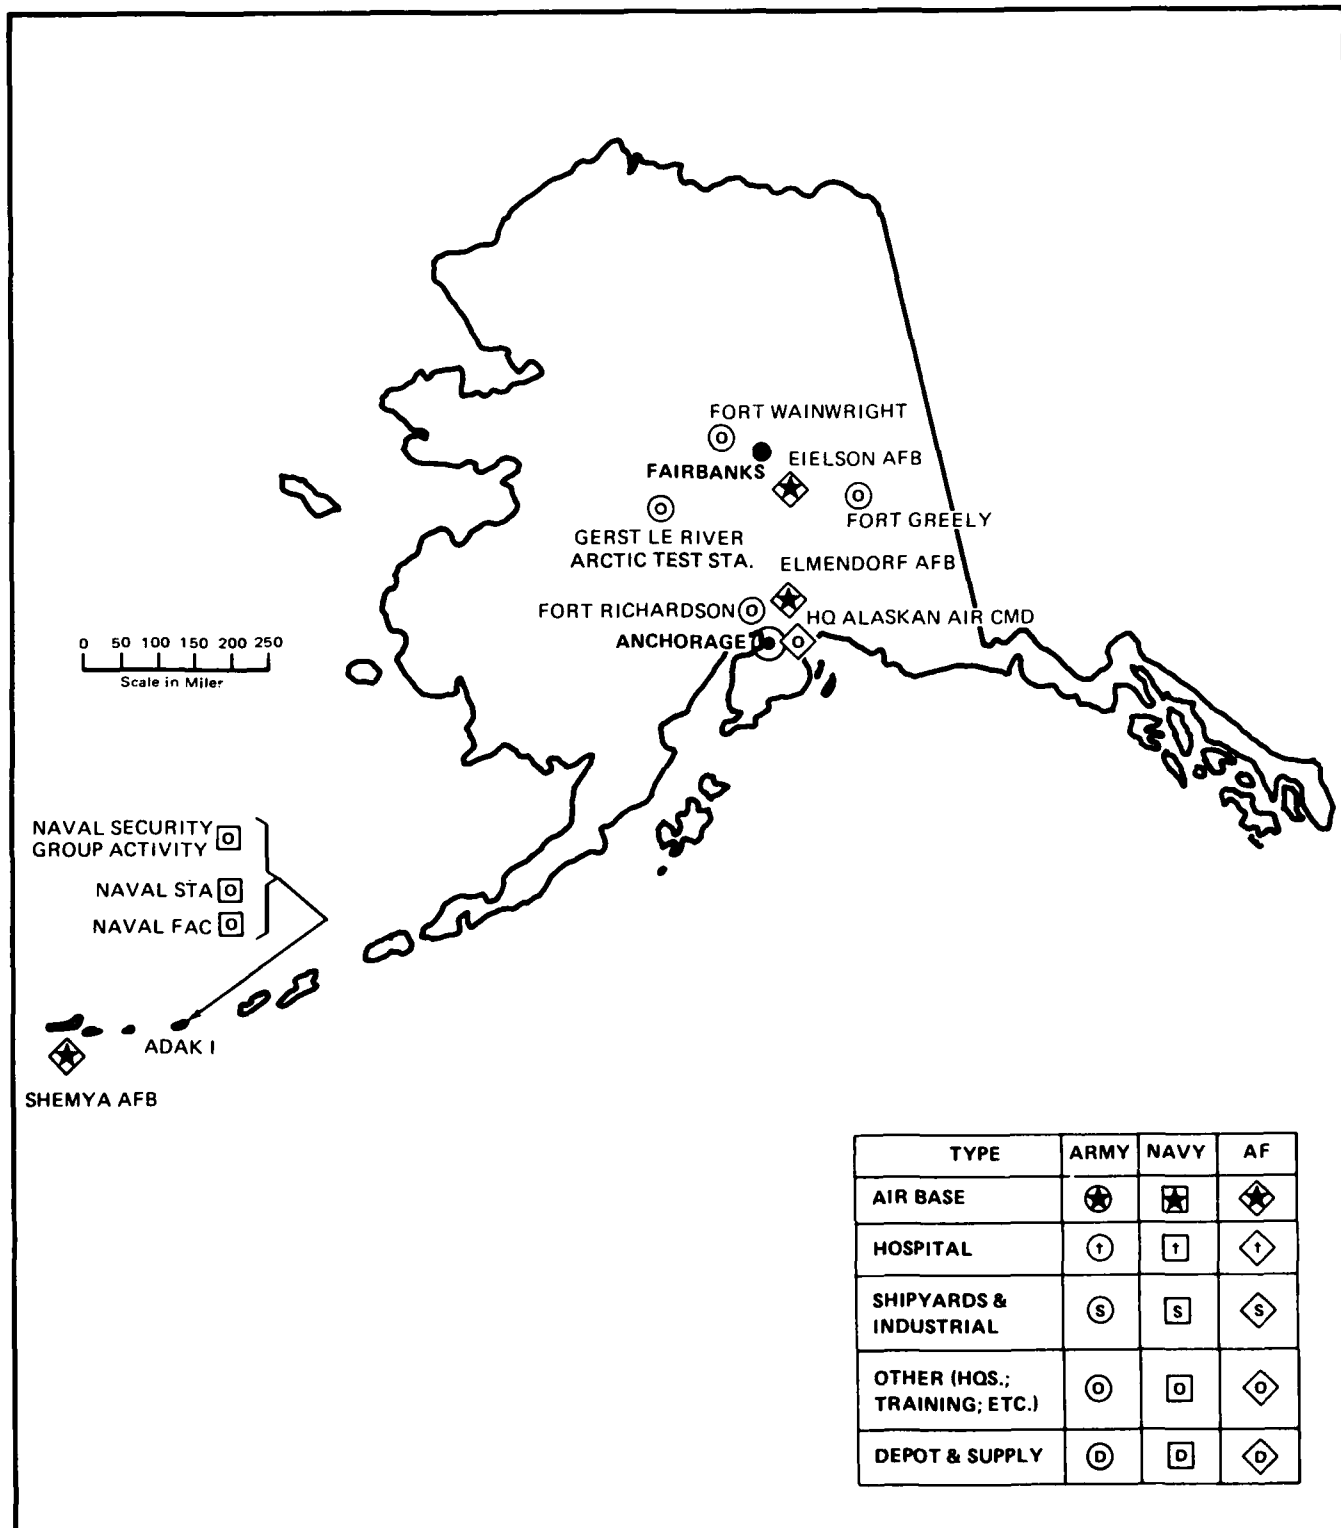 FORT WAINWRIGHT
O
FAIRBANKS
EIELSON AFB
O
O
FORT GREELY
GERST LE RIVER
ARCTIC TEST STA.
ELMENDORF AFB
FORT RICHARDSON O
HQ ALASKAN AIR CMD
ANCHORAGE O
0 50 100 150 200 250
Scale in Miler
NAVAL SECURITY
GROUP ACTIVITY O
NAVAL STA O
NAVAL FAC O
ADAK I
SHEMYA AFB
TYPE ARMY NAVY AF
AIR BASE
HOSPITAL † † †
SHIPYARDS &
INDUSTRIAL S S S
OTHER (HQS.;
TRAINING; ETC.) O O O
DEPOT & SUPPLY D D D